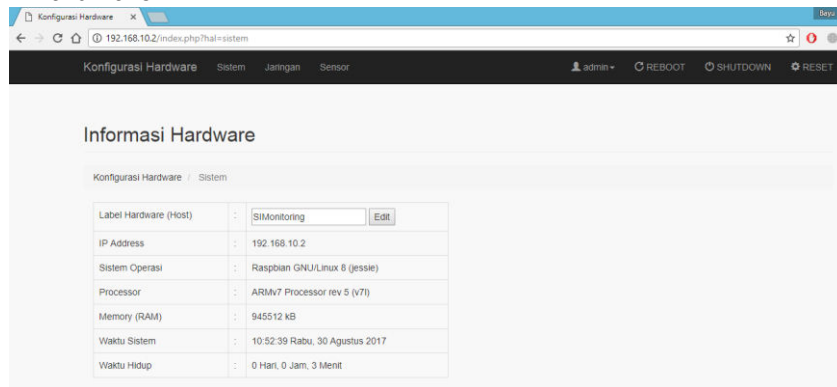 Konfigurasi Hardware
Bayu
192.168.10.2/index.php?hal=sistem
Konfigurasi Hardware Sistem Jaringan Sensor admin REBOOT SHUTDOWN RESET
Informasi Hardware
Konfigurasi Hardware / Sistem
Label Hardware (Host) : SIMonitoring Edit
IP Address : 192.168.10.2
Sistem Operasi : Raspbian GNU/Linux 8 (jessie)
Processor : ARMv7 Processor rev 5 (v7l)
Memory (RAM) : 945512 kB
Waktu Sistem : 10:52:39 Rabu, 30 Agustus 2017
Waktu Hidup : 0 Hari, 0 Jam, 3 Menit